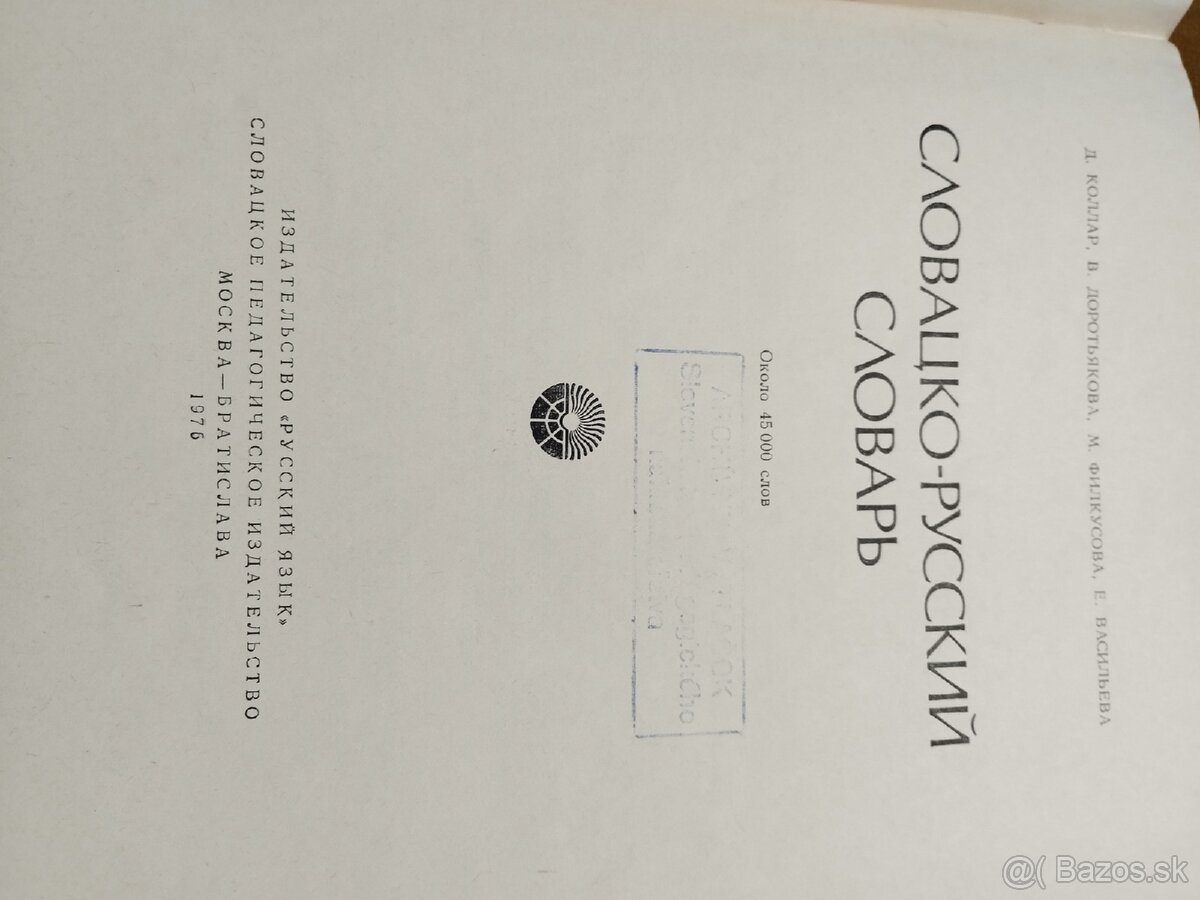 Д. КОЛЛАР, В. ДОРОТЬЯКОВА, М. ФИЛКУСОВА, Е. ВАСИЛЬЕВА
СЛОВАЦКО-РУССКИЙ
СЛОВАРЬ
Около 45 000 слов
ИЗДАТЕЛЬСТВО «РУССКИЙ ЯЗЫК»
СЛОВАЦКОЕ ПЕДАГОГИЧЕСКОЕ ИЗДАТЕЛЬСТВО
МОСКВА—БРАТИСЛАВА
1976
@( Bazos.sk